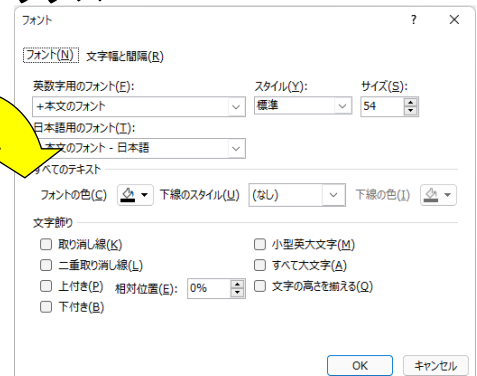 フォント ? ×
フォント(N) 文字幅と間隔(R)
英数字用のフォント(F): スタイル(Y): サイズ(S):
+本文のフォント 標準 54
日本語用のフォント(T):
本文のフォント - 日本語
すべてのテキスト
フォントの色(C) 下線のスタイル(U) (なし) 下線の色(I)
文字飾り
取り消し線(K) 小型英大文字(M)
二重取り消し線(L) すべて大文字(A)
上付き(P) 相対位置(E): 0% 文字の高さを揃える(Q)
下付き(B)
OK キャンセル